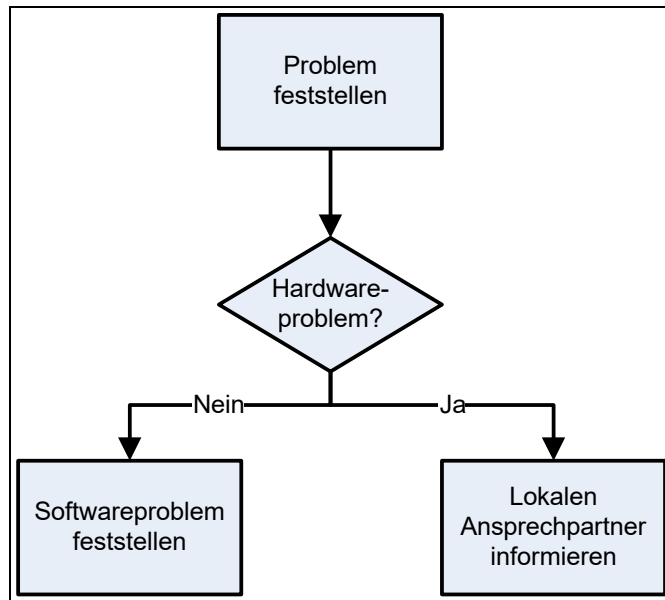 Problem
feststellen
Hardware-
problem?
Nein
Ja
Softwareproblem
feststellen
Lokalen
Ansprechpartner
informieren